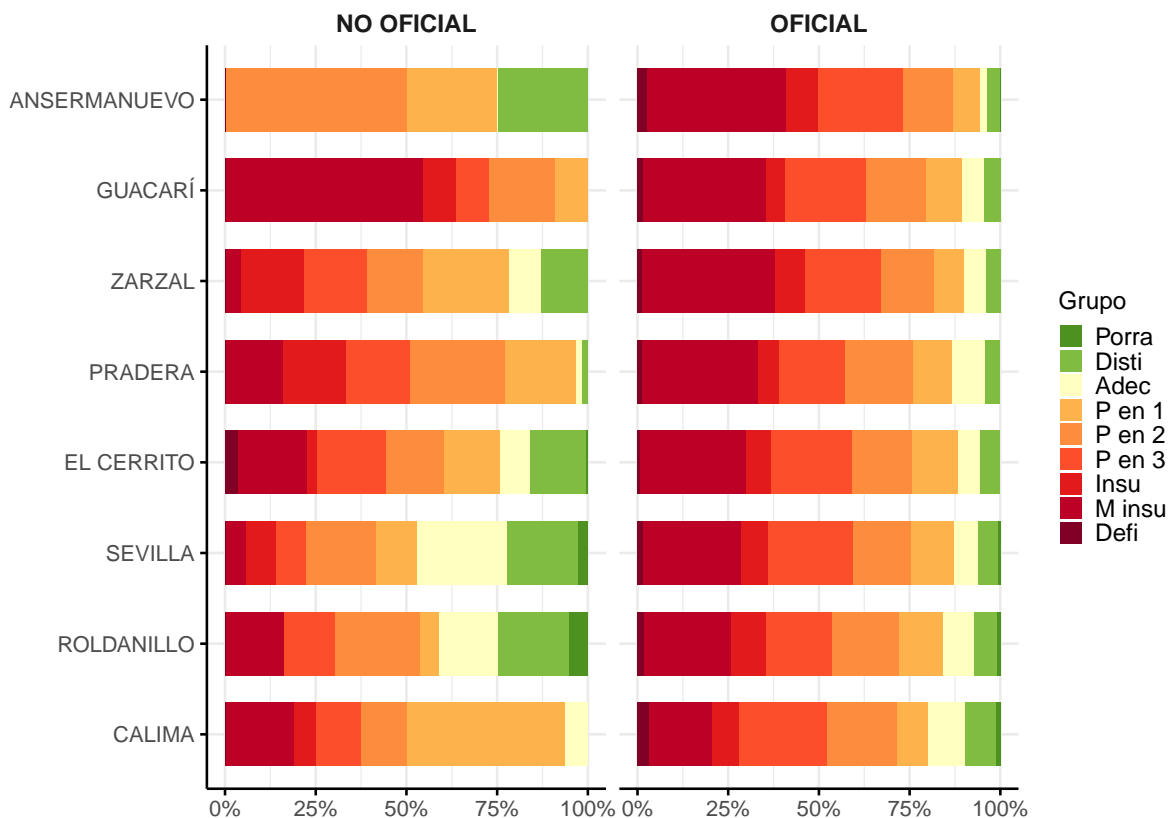 NO OFICIAL
OFICIAL
ANSERMANUEVO
GUACARÍ
ZARZAL
PRADERA
EL CERRITO
SEVILLA
ROLDANILLO
CALIMA
0% 25% 50% 75% 100% 0% 25% 50% 75% 100%
Grupo
Porra
Disti
Adec
P en 1
P en 2
P en 3
Insu
M insu
Defi